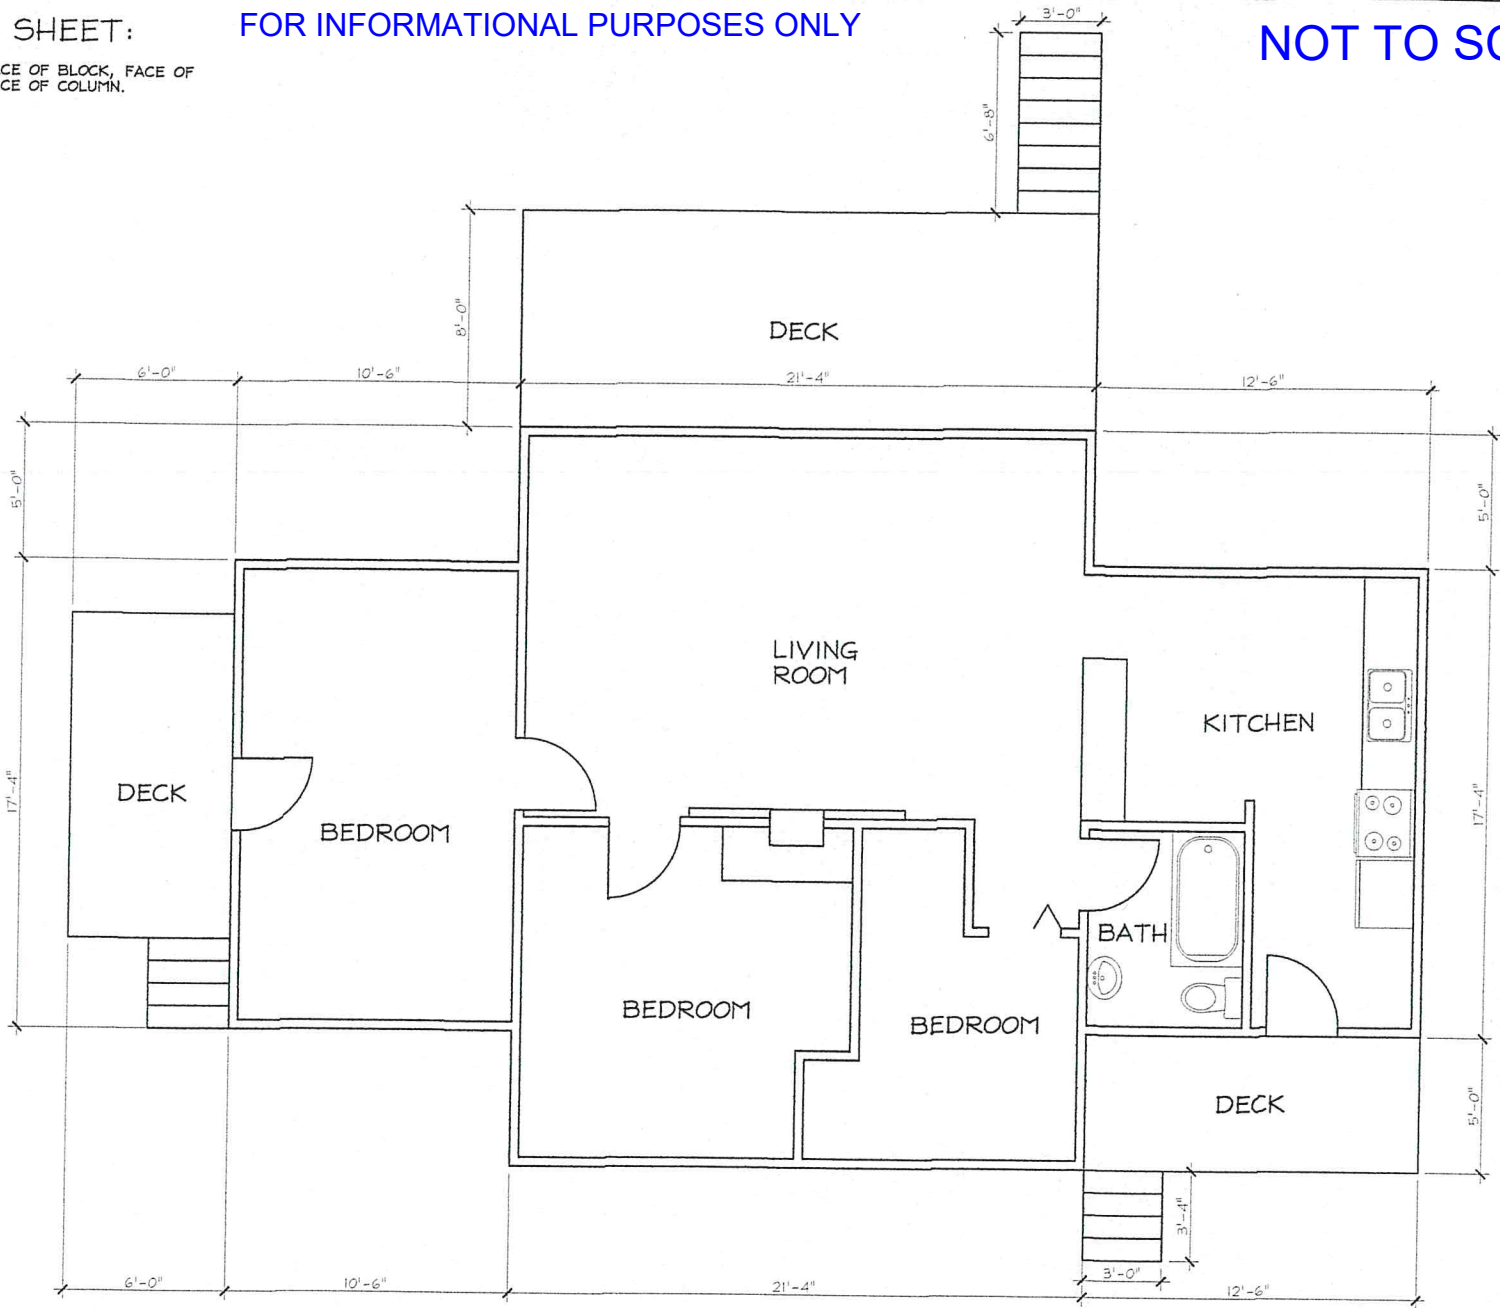 SHEET:
FOR INFORMATIONAL PURPOSES ONLY
NOT TO SC
CE OF BLOCK, FACE OF
CE OF COLUMN.
3'-0"
6'-8"
8'-0"
DECK
6'-0"
10'-6"
21'-4"
12'-6"
5'-0"
5'-0"
LIVING
ROOM
KITCHEN
DECK
17'-4"
BEDROOM
17'-4"
BATH
BEDROOM
BEDROOM
DECK
5'-0"
3'-4"
3'-0"
6'-0"
10'-6"
21'-4"
12'-6"